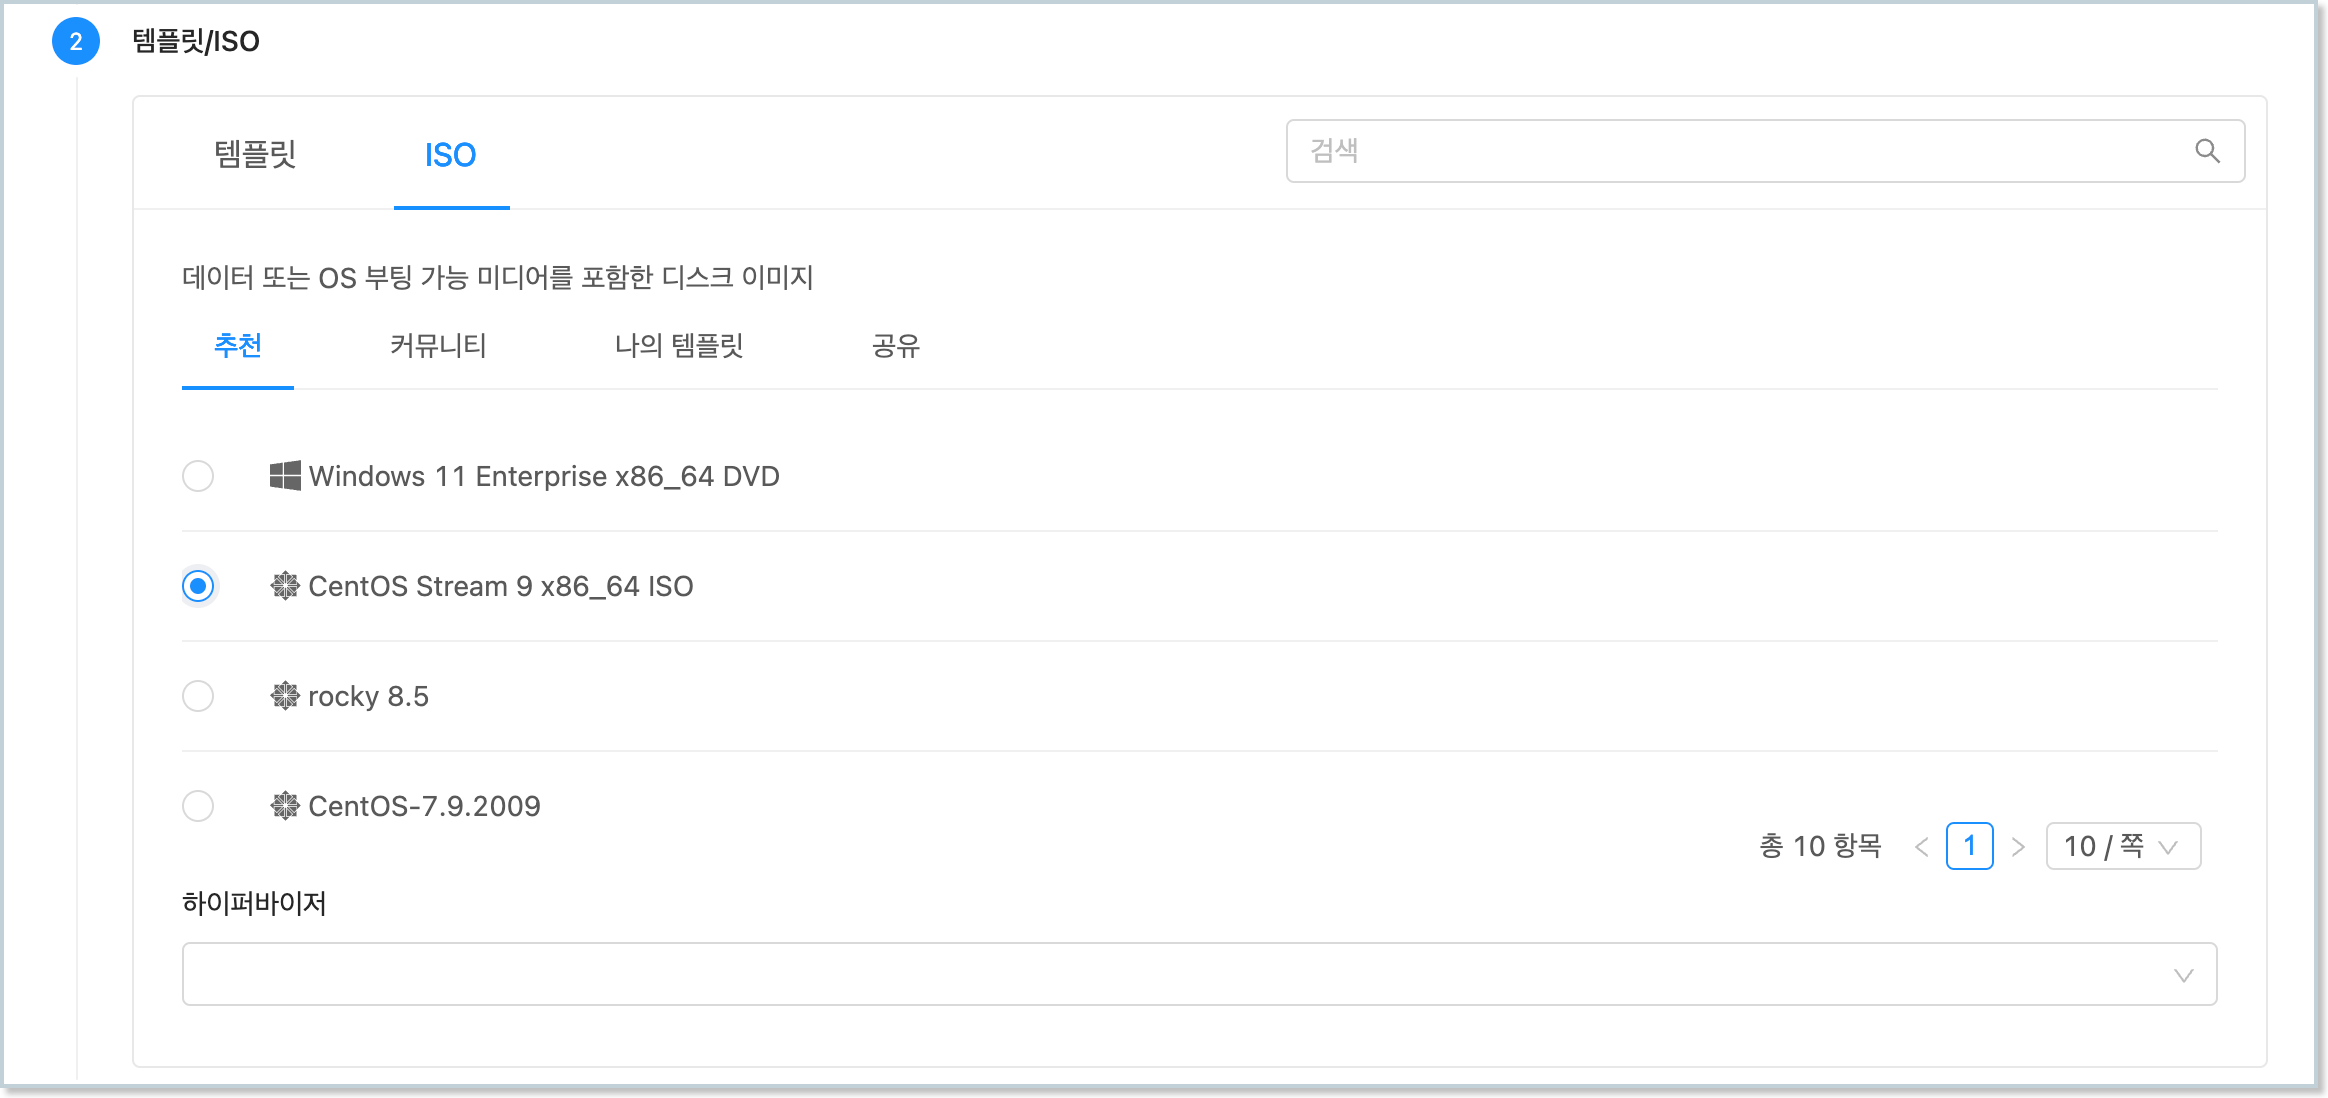 2 템플릿/ISO
템플릿 ISO 검색
데이터 또는 OS 부팅 가능 미디어를 포함한 디스크 이미지
추천 커뮤니티 나의 템플릿 공유
Windows 11 Enterprise x86_64 DVD
CentOS Stream 9 x86_64 ISO
rocky 8.5
CentOS-7.9.2009
총 10 항목 < 1 > 10 / 쪽
하이퍼바이저